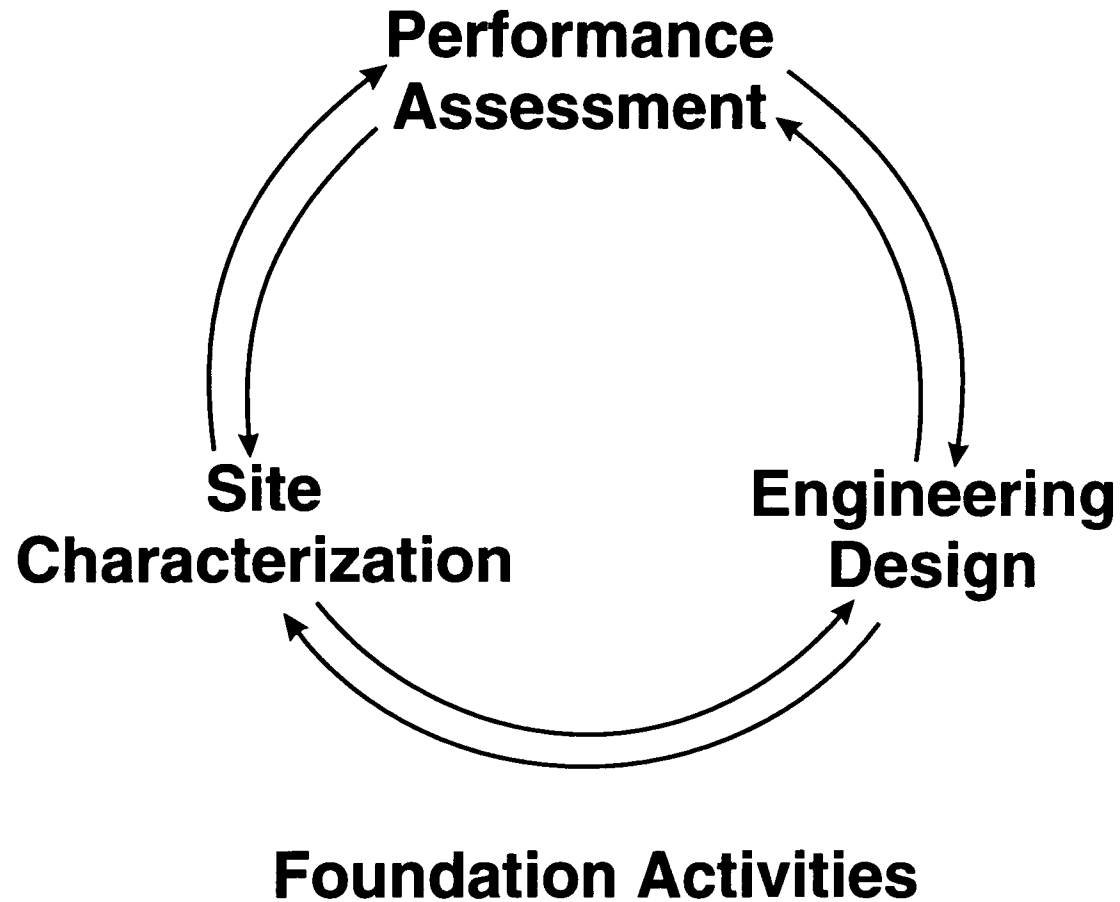 Performance
Assessment
Site
Characterization
Engineering
Design
Foundation Activities